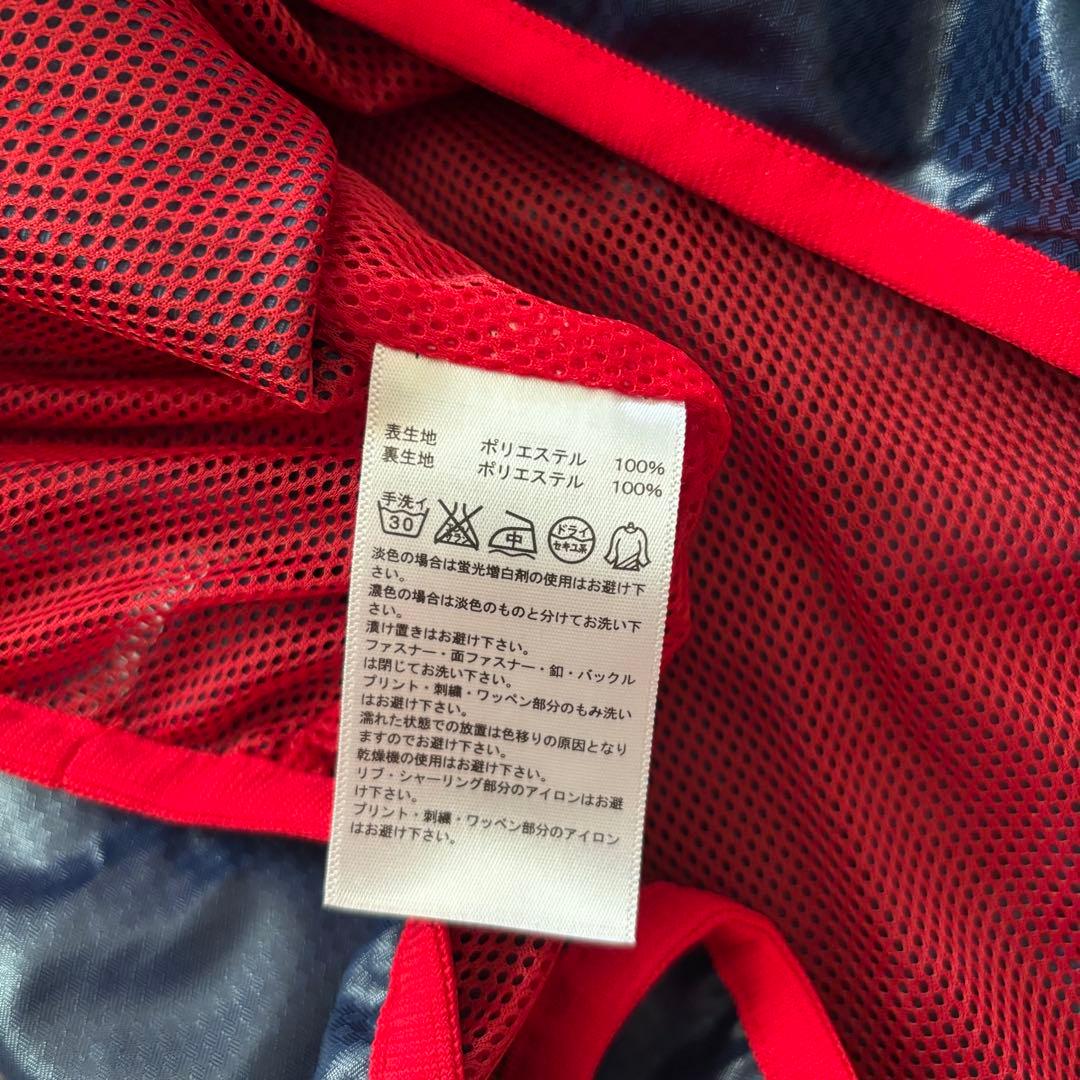 表生地 ポリエステル 100%
裏生地 ポリエステル 100%
手洗イ 30 エンソサラシ 中 ドライ セキユ系
淡色の場合は蛍光増白剤の使用はお避け下
さい。
濃色の場合は淡色のものと分けてお洗い下
さい。
漬け置きはお避け下さい。
ファスナー・面ファスナー・釦・バックル
は閉じてお洗い下さい。
プリント・刺繍・ワッペン部分のもみ洗い
はお避け下さい。
濡れた状態での放置は色移りの原因となり
ますのでお避け下さい。
乾燥機の使用はお避け下さい。
リブ・シャーリング部分のアイロンはお避
け下さい。
プリント・刺繍・ワッペン部分のアイロン
はお避け下さい。